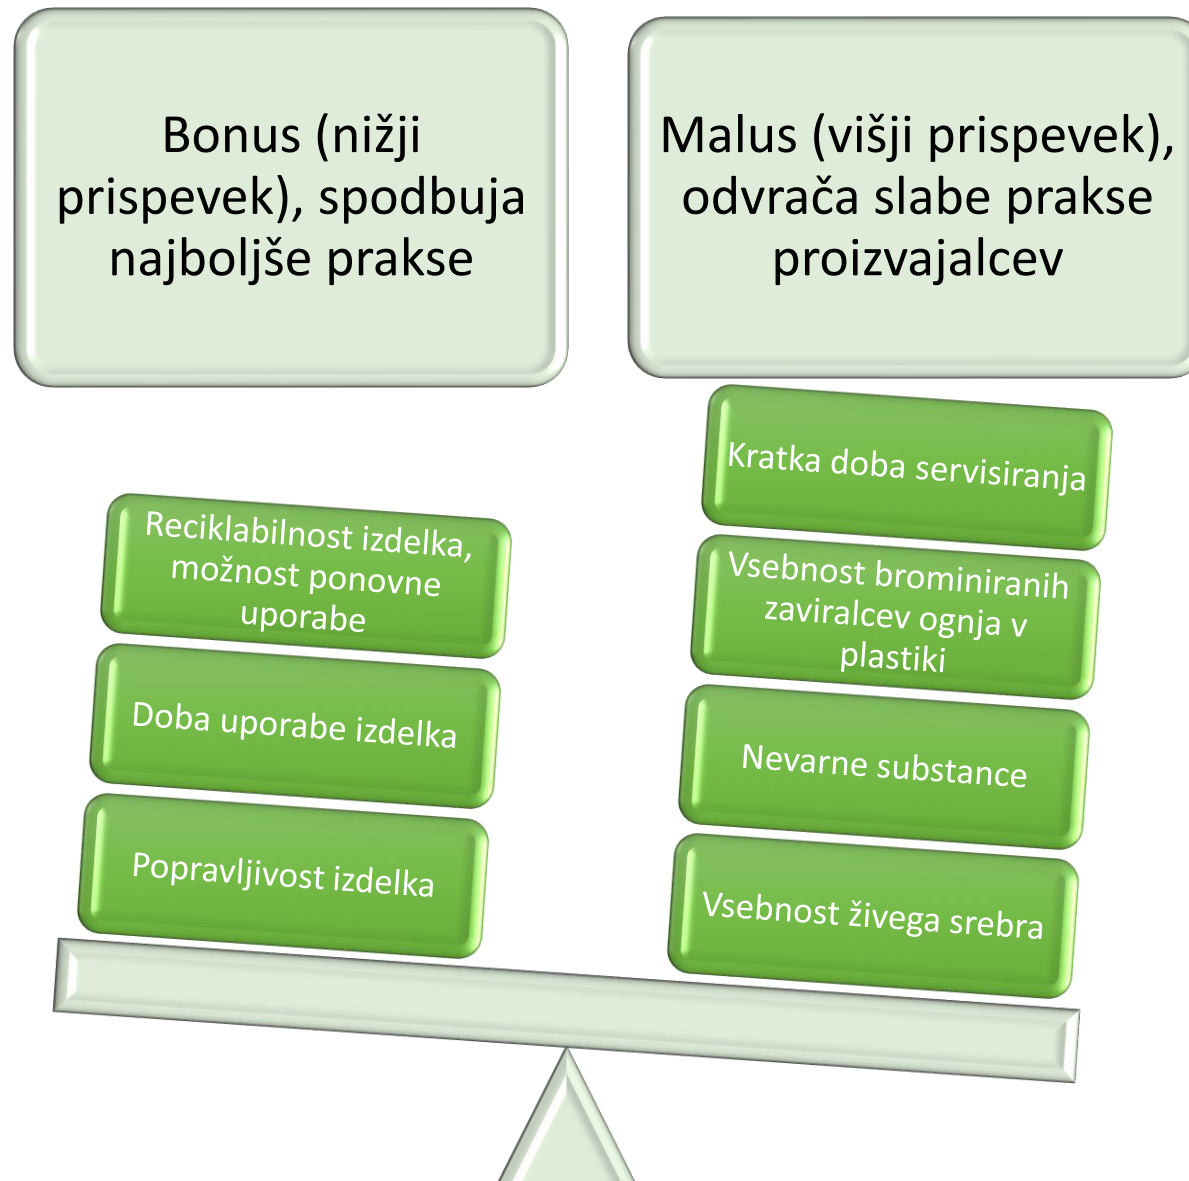 Bonus (nižji
prispevek), spodbuja
najboljše prakse
Malus (višji prispevek),
odvrača slabe prakse
proizvajalcev
Reciklabilnost izdelka,
možnost ponovne
uporabe
Doba uporabe izdelka
Popravljivost izdelka
Kratka doba servisiranja
Vsebnost brominiranih
zaviralcev ognja v
plastiki
Nevarne substance
Vsebnost živega srebra